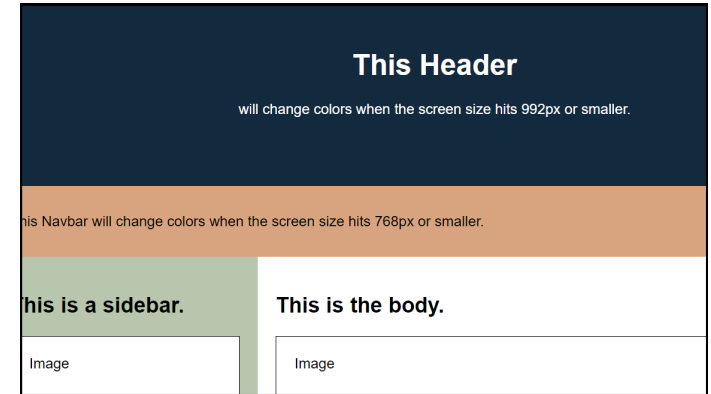 This Header
will change colors when the screen size hits 992px or smaller.
his Navbar will change colors when the screen size hits 768px or smaller.
This is a sidebar.
This is the body.
Image
Image